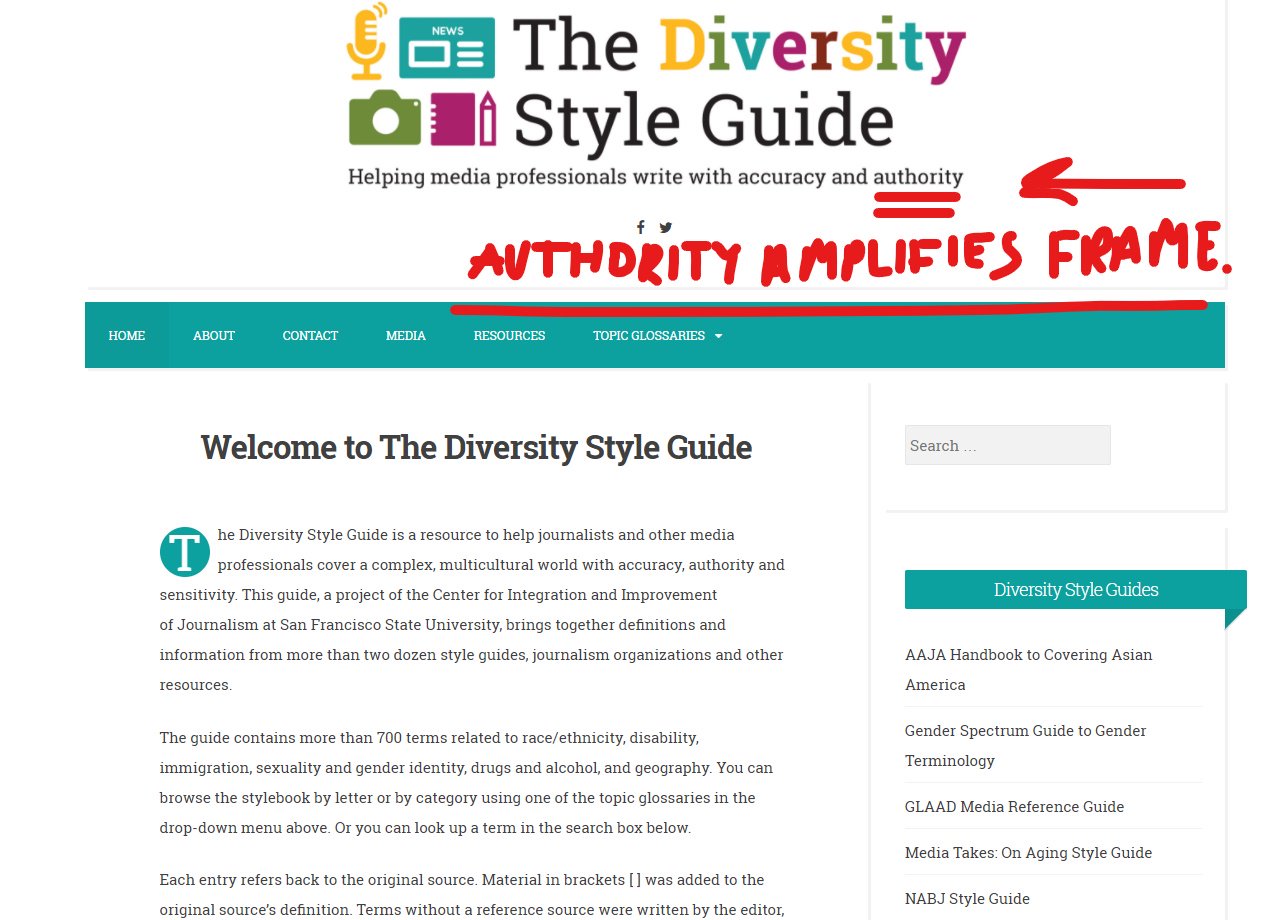 NEWS
The Diversity
Style Guide
Helping media professionals write with accuracy and authority
AUTHORITY AMPLIFIES FRAME.
HOME ABOUT CONTACT MEDIA RESOURCES TOPIC GLOSSARIES
Welcome to The Diversity Style Guide
The Diversity Style Guide is a resource to help journalists and other media
professionals cover a complex, multicultural world with accuracy, authority and
sensitivity. This guide, a project of the Center for Integration and Improvement
of Journalism at San Francisco State University, brings together definitions and
information from more than two dozen style guides, journalism organizations and other
resources.
The guide contains more than 700 terms related to race/ethnicity, disability,
immigration, sexuality and gender identity, drugs and alcohol, and geography. You can
browse the stylebook by letter or by category using one of the topic glossaries in the
drop-down menu above. Or you can look up a term in the search box below.
Each entry refers back to the original source. Material in brackets [ ] was added to the
original source's definition. Terms without a reference source were written by the editor,
Search …
Diversity Style Guides
AAJA Handbook to Covering Asian
America
Gender Spectrum Guide to Gender
Terminology
GLAAD Media Reference Guide
Media Takes: On Aging Style Guide
NABJ Style Guide